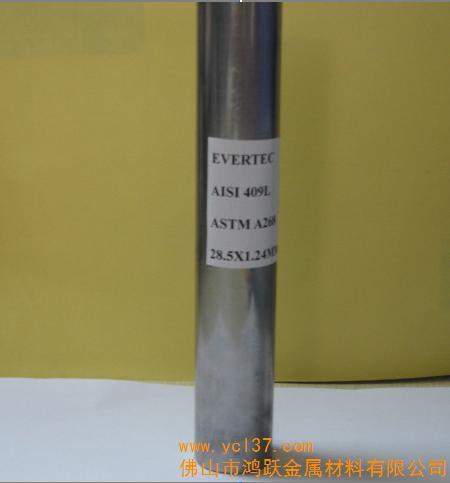 EVERTEC
AISI 409L
ASTM A268
28.5X1.24MM
www.ycl37.com
佛山市鸿跃金属材料有限公司